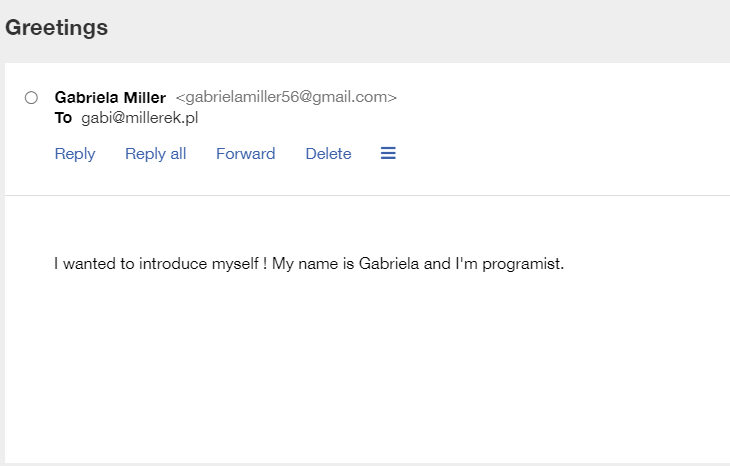 Greetings
Gabriela Miller <gabrielamiller56@gmail.com>
To gabi@millerek.pl
Reply Reply all Forward Delete
I wanted to introduce myself ! My name is Gabriela and I'm programist.